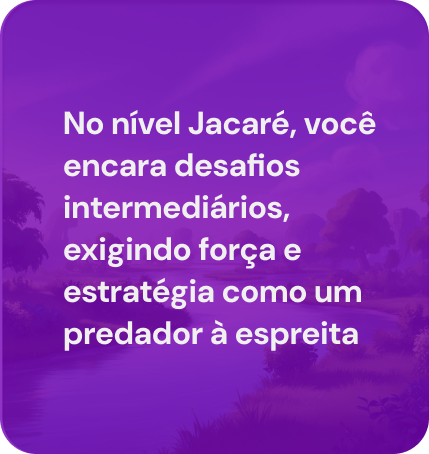 No nível Jacaré, você
encara desafios
intermediários,
exigindo força e
estratégia como um
predador à espreita